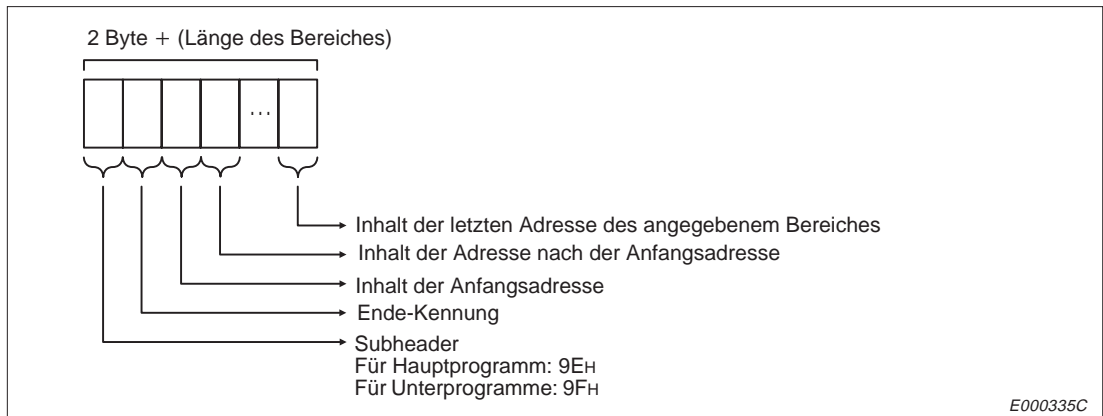 2 Byte + (Länge des Bereiches)
...
Inhalt der letzten Adresse des angegebenem Bereiches
Inhalt der Adresse nach der Anfangsadresse
Inhalt der Anfangsadresse
Ende-Kennung
Subheader
Für Hauptprogramm: 9EH
Für Unterprogramme: 9FH
E000335C